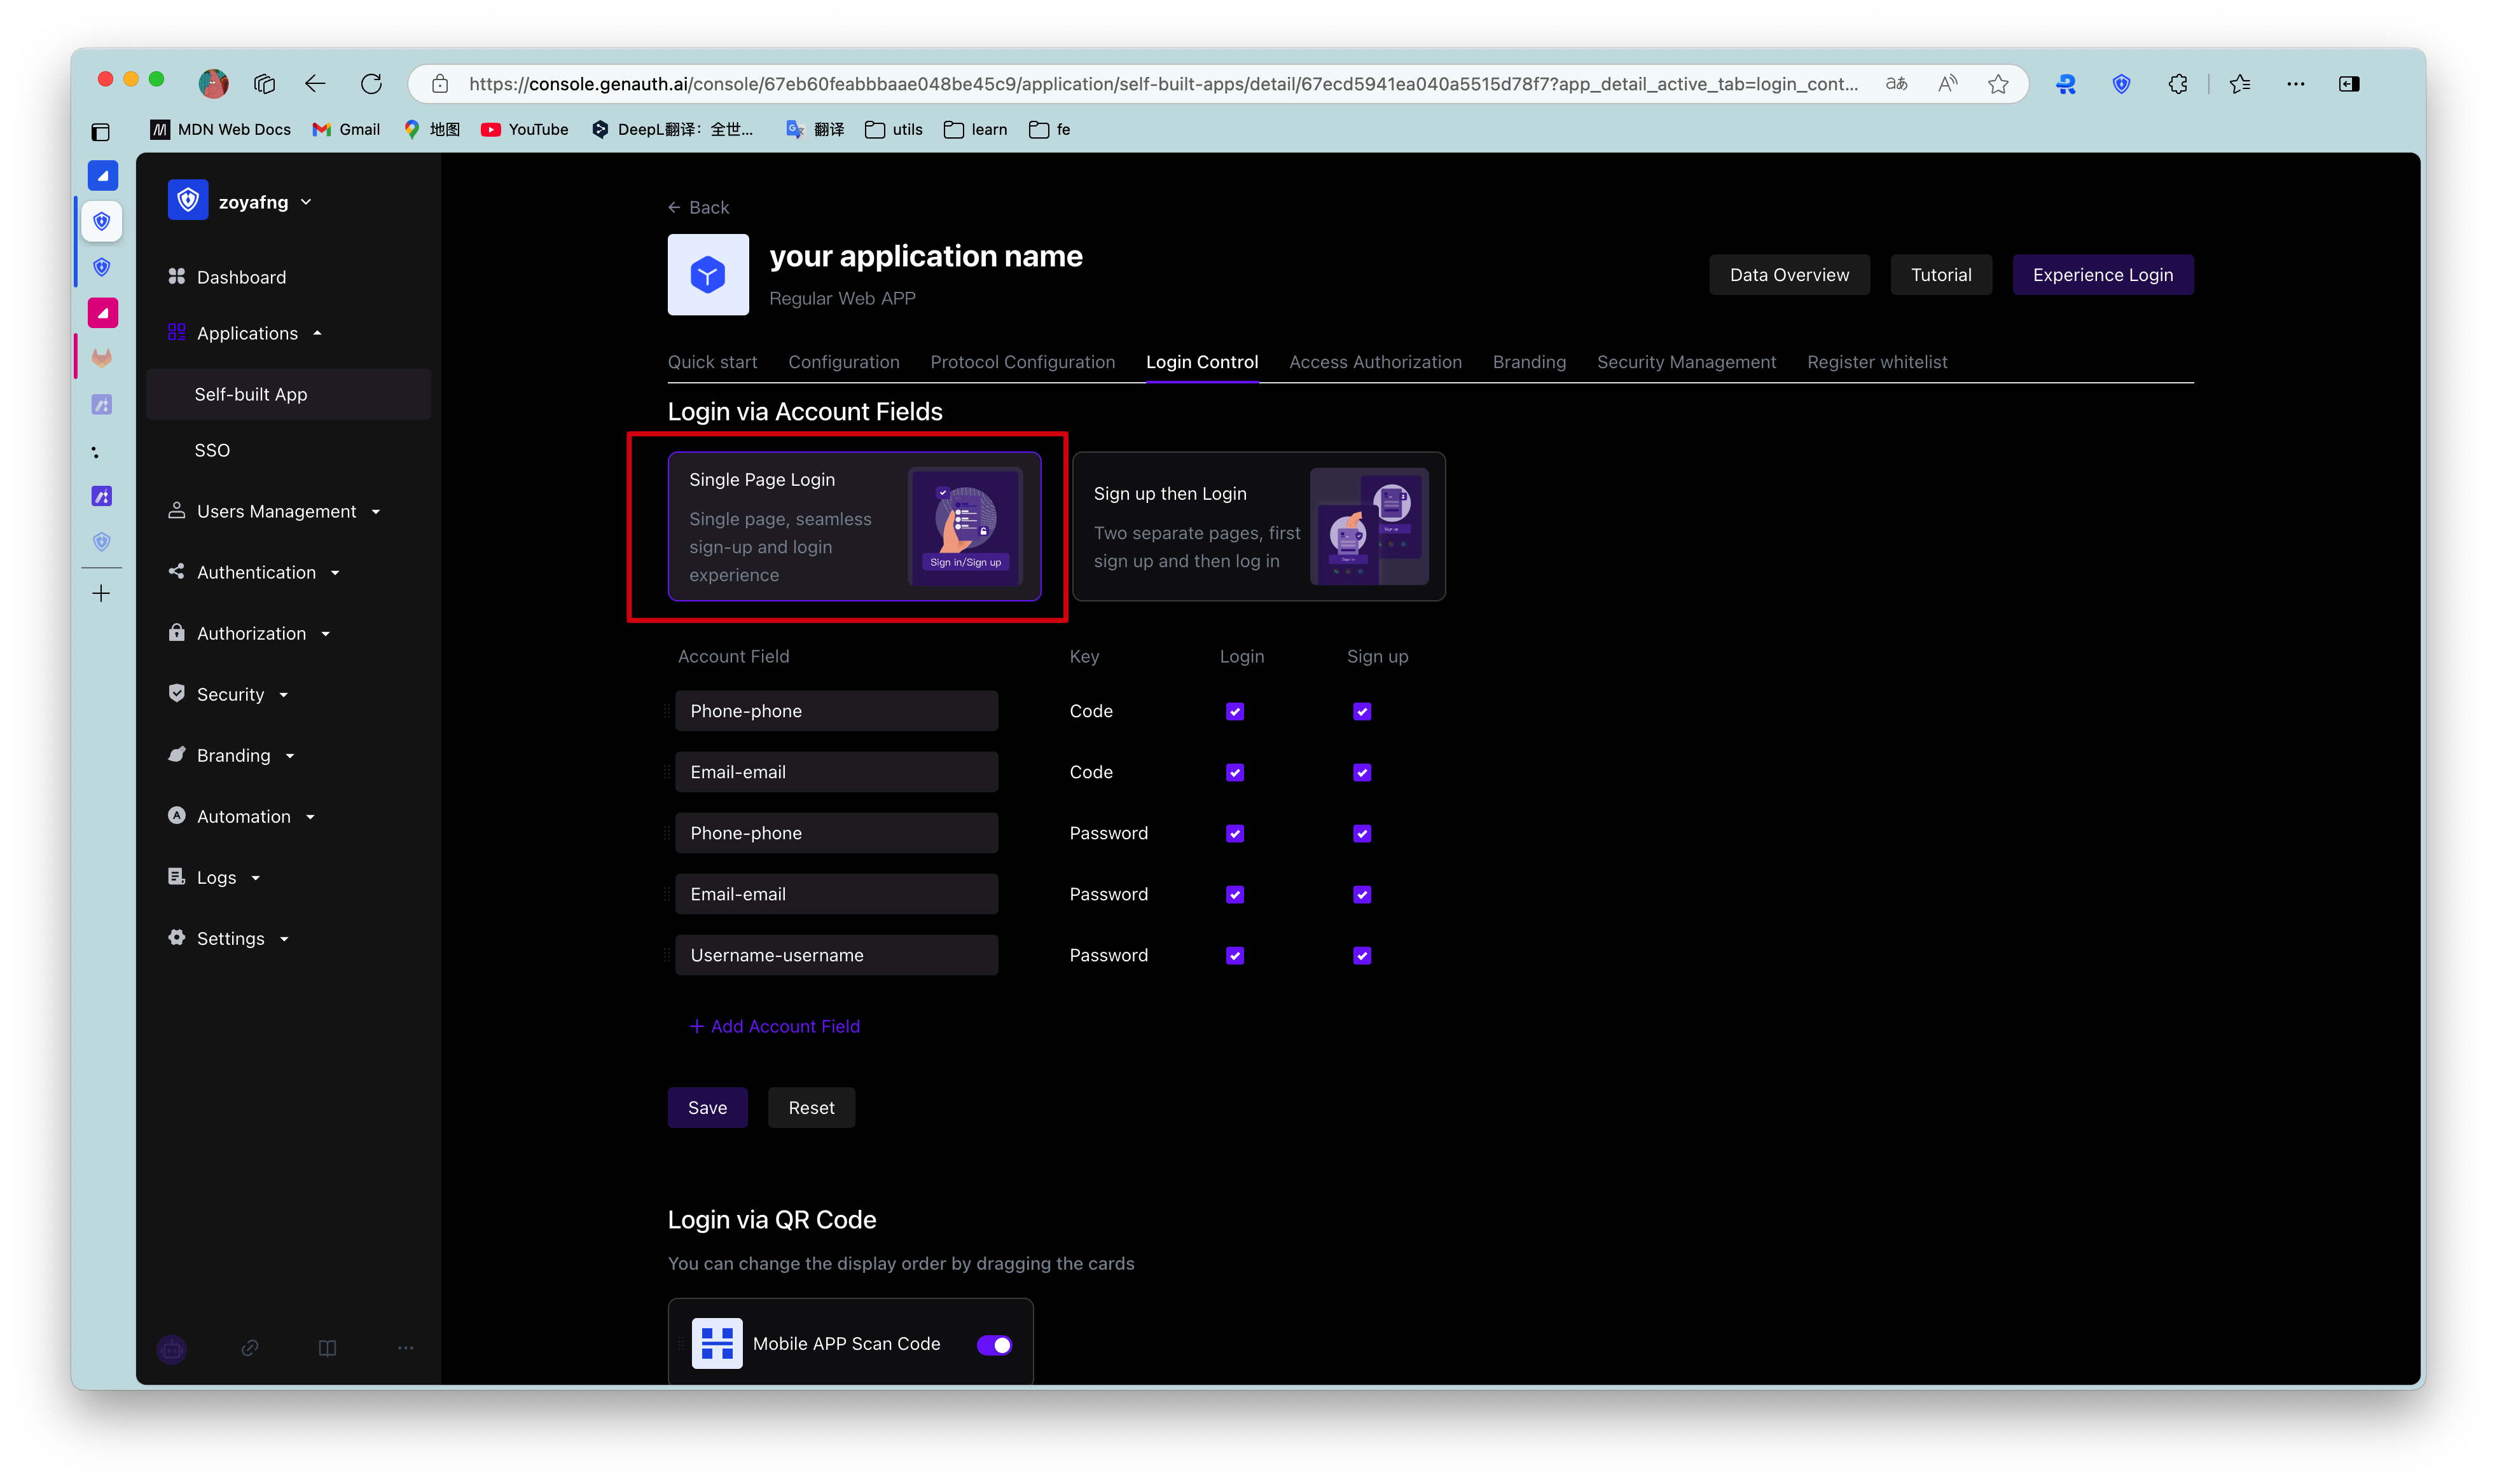 https://console.genauth.ai/console/67eb60feabbbaae048be45c9/application/self-built-apps/detail/67ecd5941ea040a5515d78f7?app_detail_active_tab=login_cont...
MDN Web Docs
Gmail
地图
YouTube
DeepL翻译：全世...
翻译
utils
learn
fe
zoyafng
Dashboard
Applications
Self-built App
SSO
Users Management
Authentication
Authorization
Security
Branding
Automation
Logs
Settings
Back
your application name
Regular Web APP
Data Overview
Tutorial
Experience Login
Quick start
Configuration
Protocol Configuration
Login Control
Access Authorization
Branding
Security Management
Register whitelist
Login via Account Fields
Single Page Login
Single page, seamless
sign-up and login
experience
Sign in/Sign up
Sign up then Login
Two separate pages, first
sign up and then log in
Account Field Key Login Sign up
Phone-phone Code
Email-email Code
Phone-phone Password
Email-email Password
Username-username Password
+ Add Account Field
Save
Reset
Login via QR Code
You can change the display order by dragging the cards
Mobile APP Scan Code